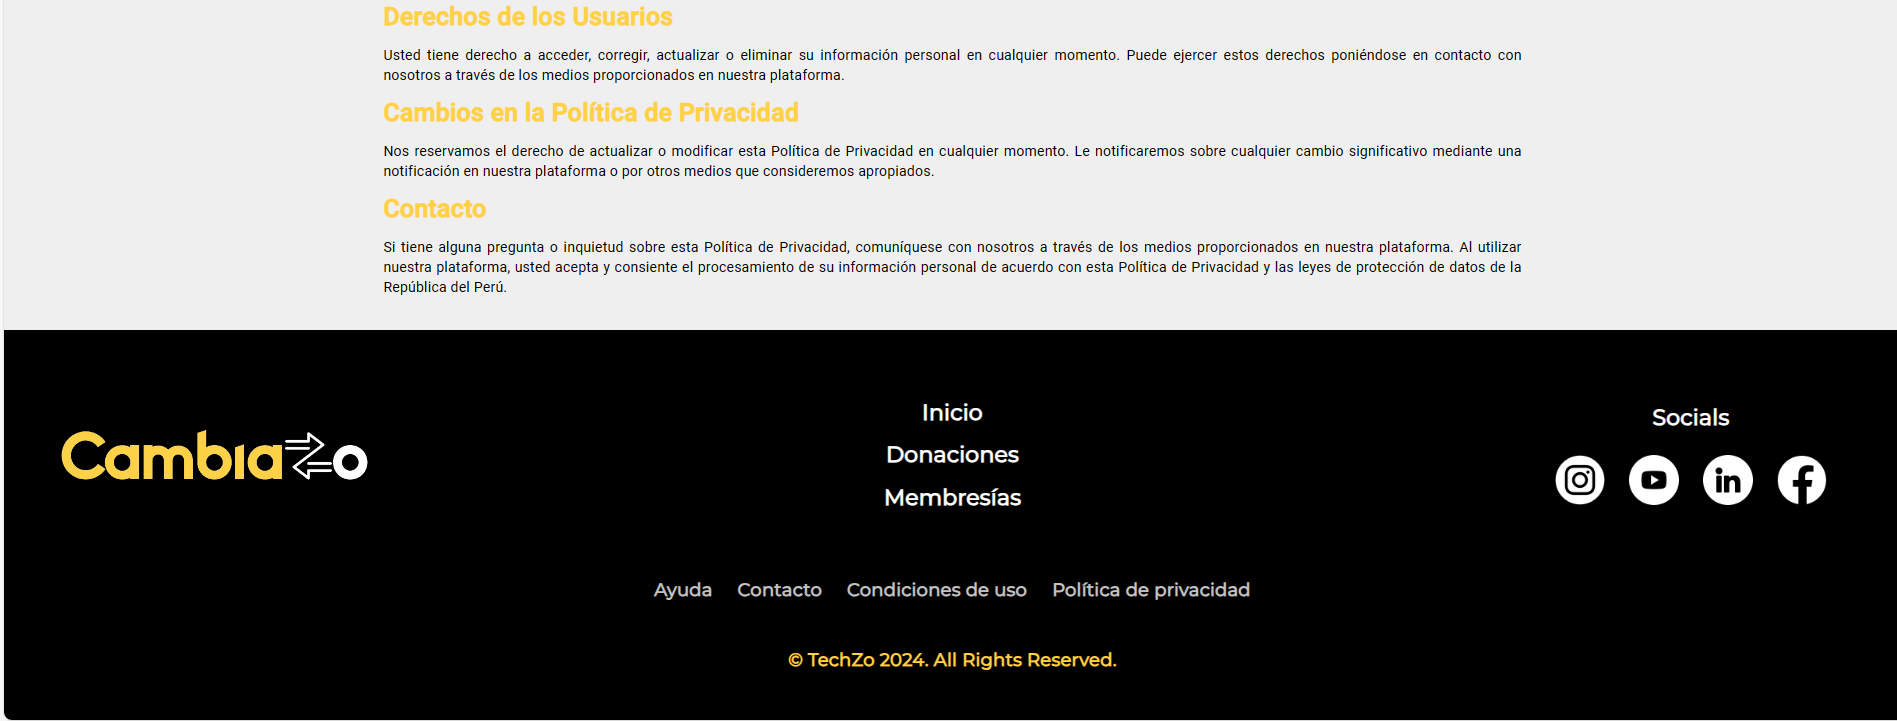 Derechos de los Usuarios
Usted tiene derecho a acceder, corregir, actualizar o eliminar su información personal en cualquier momento. Puede ejercer estos derechos poniéndose en contacto con
nosotros a través de los medios proporcionados en nuestra plataforma.
Cambios en la Política de Privacidad
Nos reservamos el derecho de actualizar o modificar esta Política de Privacidad en cualquier momento. Le notificaremos sobre cualquier cambio significativo mediante una
notificación en nuestra plataforma o por otros medios que consideremos apropiados.
Contacto
Si tiene alguna pregunta o inquietud sobre esta Política de Privacidad, comuníquese con nosotros a través de los medios proporcionados en nuestra plataforma. Al utilizar
nuestra plataforma, usted acepta y consiente el procesamiento de su información personal de acuerdo con esta Política de Privacidad y las leyes de protección de datos de la
República del Perú.
CambiaZo
Inicio
Donaciones
Membresías
Socials
Ayuda Contacto Condiciones de uso Política de privacidad
© TechZo 2024. All Rights Reserved.